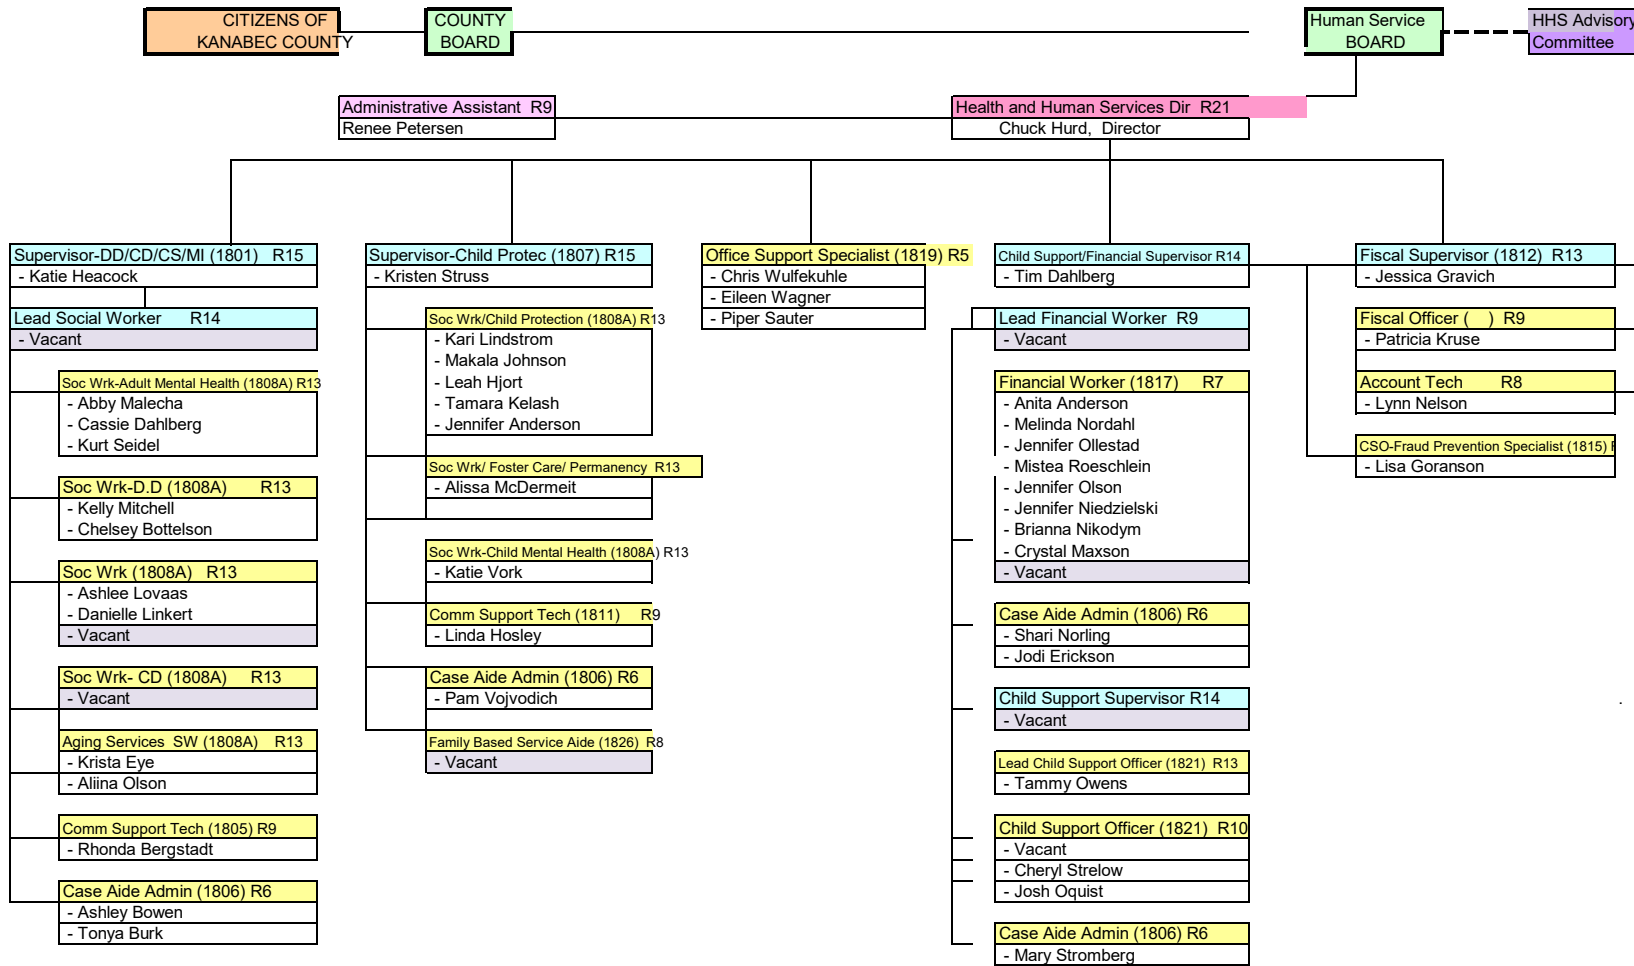 CITIZENS OF
KANABEC COUNTY
COUNTY
BOARD
Human Service
BOARD
HHS Advisory
Committee
Administrative Assistant R9
Renee Petersen
Health and Human Services Dir R21
Chuck Hurd, Director
Supervisor-DD/CD/CS/MI (1801) R15
- Katie Heacock
Lead Social Worker R14
- Vacant
Soc Wrk-Adult Mental Health (1808A) R13
- Abby Malecha
- Cassie Dahlberg
- Kurt Seidel
Soc Wrk-D.D (1808A) R13
- Kelly Mitchell
- Chelsey Bottelson
Soc Wrk (1808A) R13
- Ashlee Lovaas
- Danielle Linkert
- Vacant
Soc Wrk- CD (1808A) R13
- Vacant
Aging Services SW (1808A) R13
- Krista Eye
- Aliina Olson
Comm Support Tech (1805) R9
- Rhonda Bergstadt
Case Aide Admin (1806) R6
- Ashley Bowen
- Tonya Burk
Supervisor-Child Protec (1807) R15
- Kristen Struss
Soc Wrk/Child Protection (1808A) R13
- Kari Lindstrom
- Makala Johnson
- Leah Hjort
- Tamara Kelash
- Jennifer Anderson
Soc Wrk/ Foster Care/ Permanency R13
- Alissa McDermeit
Soc Wrk-Child Mental Health (1808A) R13
- Katie Vork
Comm Support Tech (1811) R9
- Linda Hosley
Case Aide Admin (1806) R6
- Pam Vojvodich
Family Based Service Aide (1826) R8
- Vacant
Office Support Specialist (1819) R5
- Chris Wulfekuhle
- Eileen Wagner
- Piper Sauter
Child Support/Financial Supervisor R14
- Tim Dahlberg
Lead Financial Worker R9
- Vacant
Financial Worker (1817) R7
- Anita Anderson
- Melinda Nordahl
- Jennifer Ollestad
- Mistea Roeschlein
- Jennifer Olson
- Jennifer Niedzielski
- Brianna Nikodym
- Crystal Maxson
- Vacant
Case Aide Admin (1806) R6
- Shari Norling
- Jodi Erickson
Child Support Supervisor R14
- Vacant
Lead Child Support Officer (1821) R13
- Tammy Owens
Child Support Officer (1821) R10
- Vacant
- Cheryl Strelow
- Josh Oquist
Case Aide Admin (1806) R6
- Mary Stromberg
Fiscal Supervisor (1812) R13
- Jessica Gravich
Fiscal Officer ( ) R9
- Patricia Kruse
Account Tech R8
- Lynn Nelson
CSO-Fraud Prevention Specialist (1815)
- Lisa Goranson
.